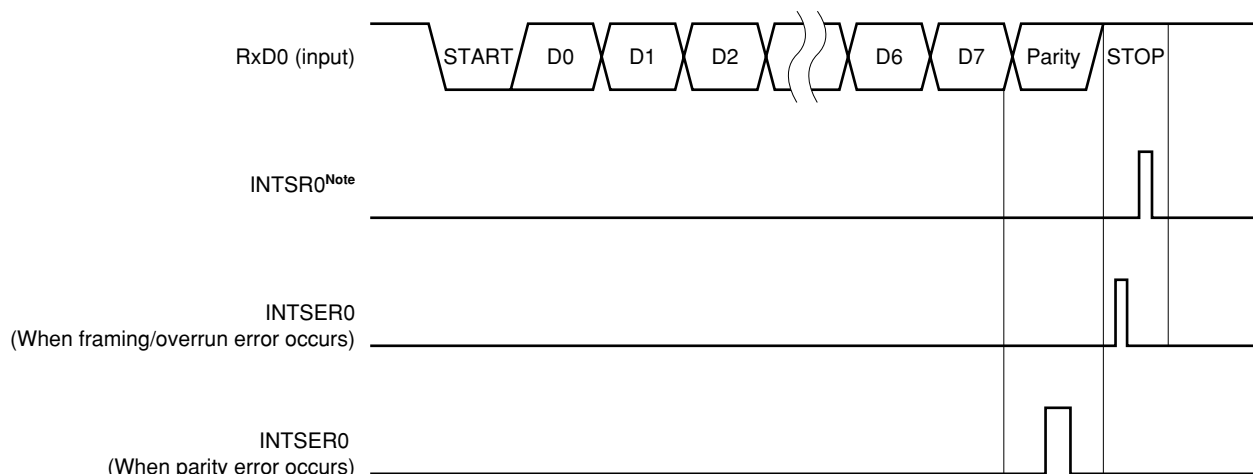 RxD0 (input)
START D0 D1 D2 D6 D7 Parity STOP
INTSR0Note
INTSER0
(When framing/overrun error occurs)
INTSER0
(When parity error occurs)